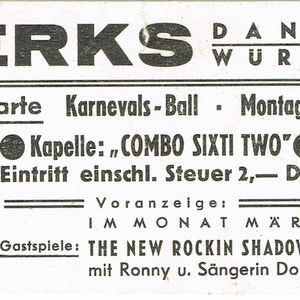 ERKS DAN
WÜR
arte Karnevals-Ball · Montag
Kapelle: „COMBO SIXTI TWO"
Eintritt einschl. Steuer 2,— D
Voranzeige:
IM MONAT MÄR
Gastspiele: THE NEW ROCKIN SHADOW
mit Ronny u. Sängerin Do